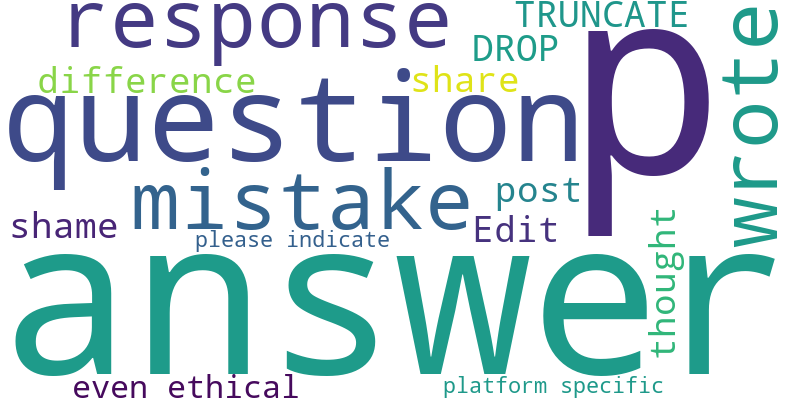 response
TRUNCATE
DROP
p
wrote
difference
share
question
mistake
post
shame
Edit
please indicate
thought
answer
even ethical
platform specific